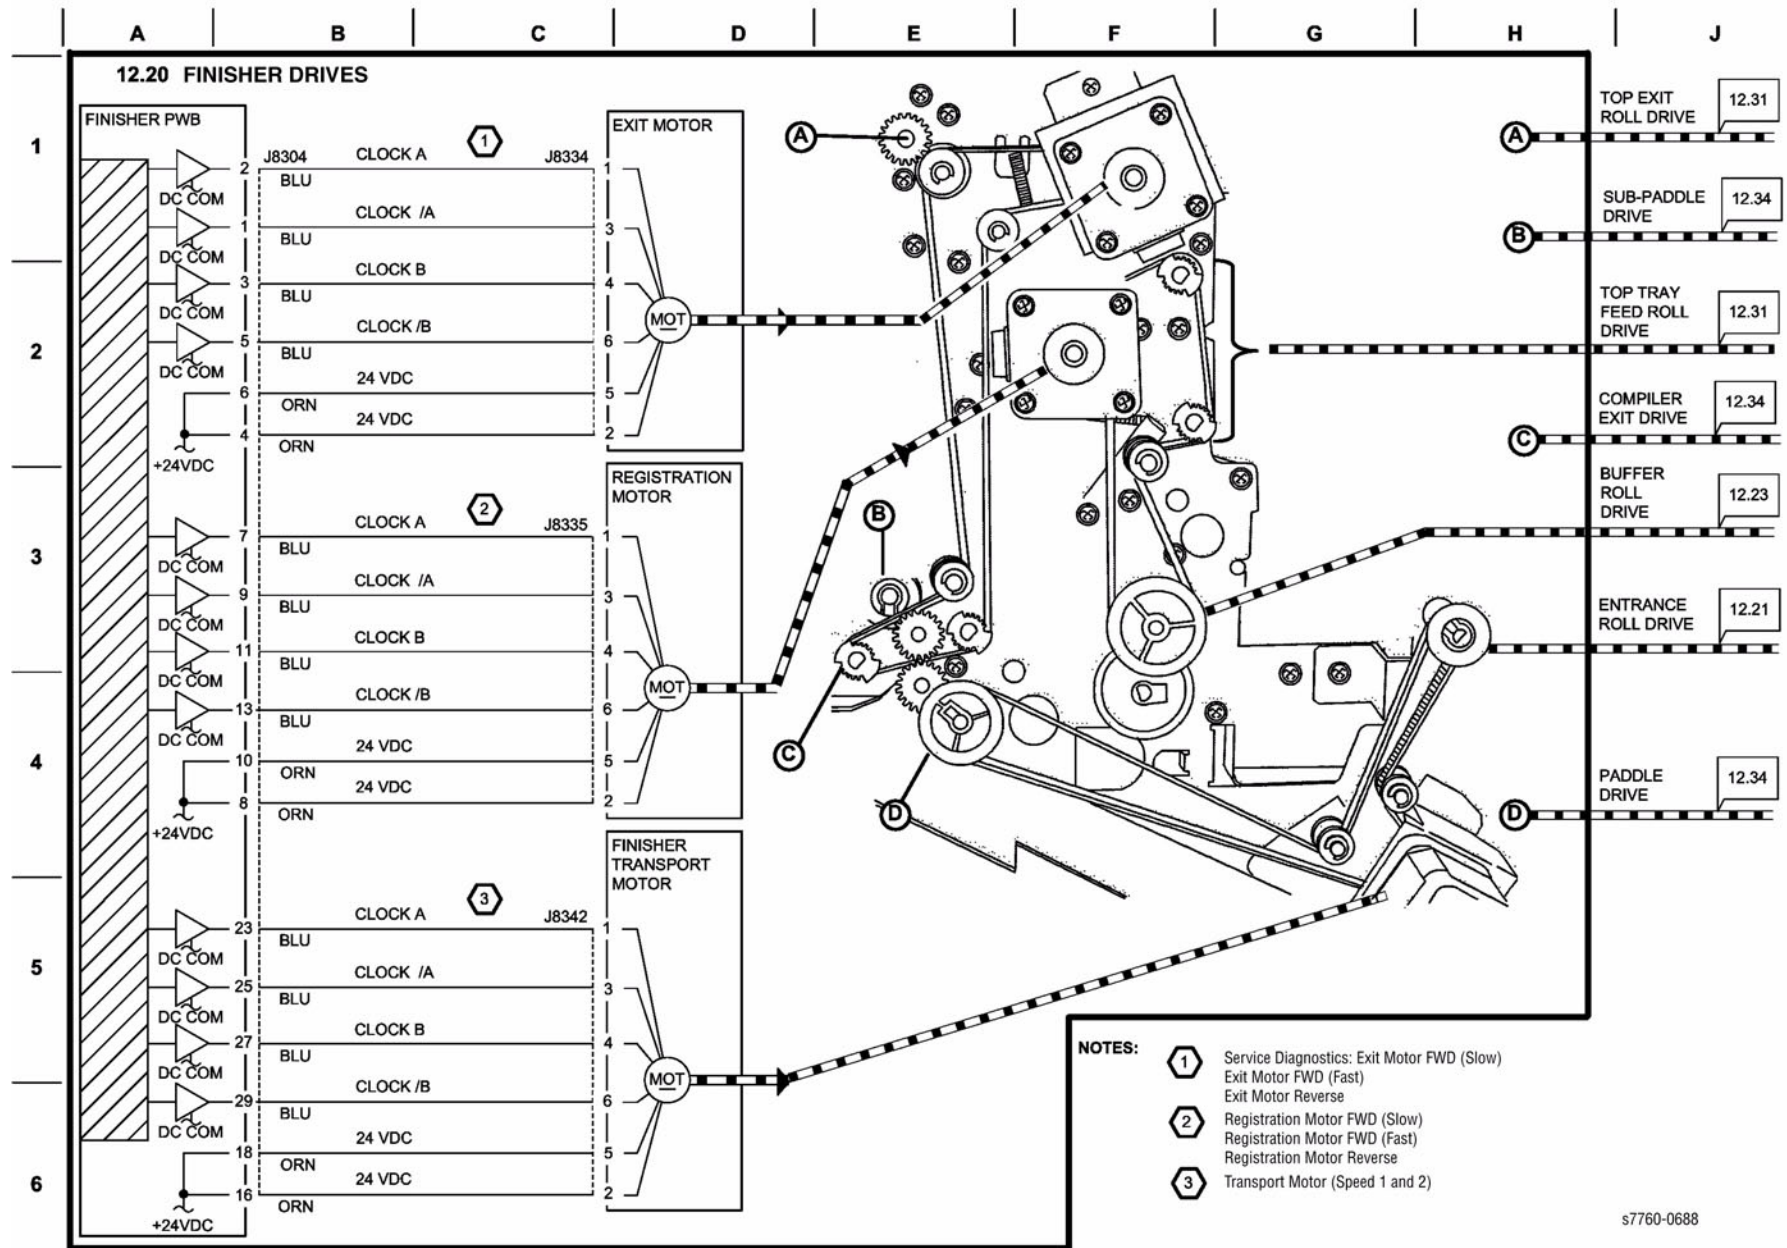 A B C D E F G H J
1
2
3
4
5
6
12.20 FINISHER DRIVES
FINISHER PWB
J8304
CLOCK A
1
J8334
EXIT MOTOR
2
BLU
1
DC COM
CLOCK /A
1
BLU
3
DC COM
CLOCK B
3
BLU
4
DC COM
CLOCK /B
5
BLU
6
DC COM
MOT
24 VDC
6
ORN
5
24 VDC
4
ORN
2
+24VDC
REGISTRATION
MOTOR
CLOCK A
2
J8335
7
BLU
1
DC COM
CLOCK /A
9
BLU
3
DC COM
CLOCK B
11
BLU
4
DC COM
CLOCK /B
13
BLU
6
DC COM
MOT
24 VDC
10
ORN
5
24 VDC
8
ORN
2
+24VDC
FINISHER
TRANSPORT
MOTOR
CLOCK A
3
J8342
23
BLU
1
DC COM
CLOCK /A
25
BLU
3
DC COM
CLOCK B
27
BLU
4
DC COM
CLOCK /B
29
BLU
6
DC COM
MOT
24 VDC
18
ORN
5
24 VDC
16
ORN
2
+24VDC
A
B
C
D
A
TOP EXIT
ROLL DRIVE
12.31
B
SUB-PADDLE
DRIVE
12.34
TOP TRAY
FEED ROLL
DRIVE
12.31
C
COMPILER
EXIT DRIVE
12.34
BUFFER
ROLL
DRIVE
12.23
ENTRANCE
ROLL DRIVE
12.21
D
PADDLE
DRIVE
12.34
NOTES:
1 Service Diagnostics: Exit Motor FWD (Slow)
Exit Motor FWD (Fast)
Exit Motor Reverse
2 Registration Motor FWD (Slow)
Registration Motor FWD (Fast)
Registration Motor Reverse
3 Transport Motor (Speed 1 and 2)
s7760-0688